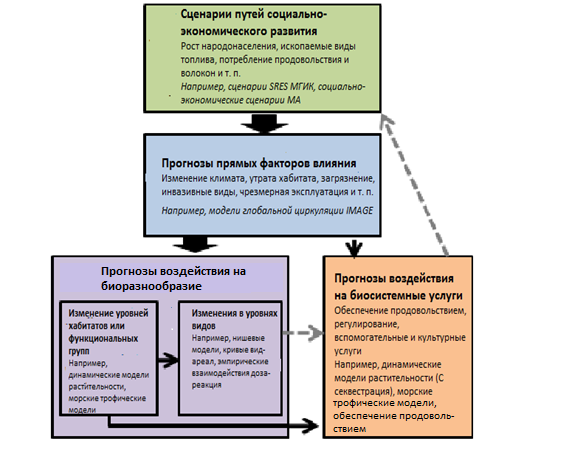 Сценарии путей социально-
экономического развития
Рост народонаселения, ископаемые виды
топлива, потребление продовольствия и
волокон и т. п.
Например, сценарии SRES МГИК, социально-
экономические сценарии МА
Прогнозы прямых факторов влияния
Изменение климата, утрата хабитата, загрязнение,
инвазивные виды, чрезмерная эксплуатация и т. п.
Например, модели глобальной циркуляции IMAGE
Прогнозы воздействия на
биоразнообразие
Изменение уровней
хабитатов или
функциональных
групп
Например,
динамические модели
растительности,
морские трофические
модели
Изменения в уровнях
видов
Например, нишевые
модели, кривые вид-
ареал, эмпирические
взаимодействия доза-
реакция
Прогнозы воздействия
на биосистемные услуги
Обеспечение продовольствием,
регулирование,
вспомогательные и культурные
услуги
Например, динамические
модели растительности (С
секвестрация), морские
трофические модели,
обеспечение продоволь-
ствием